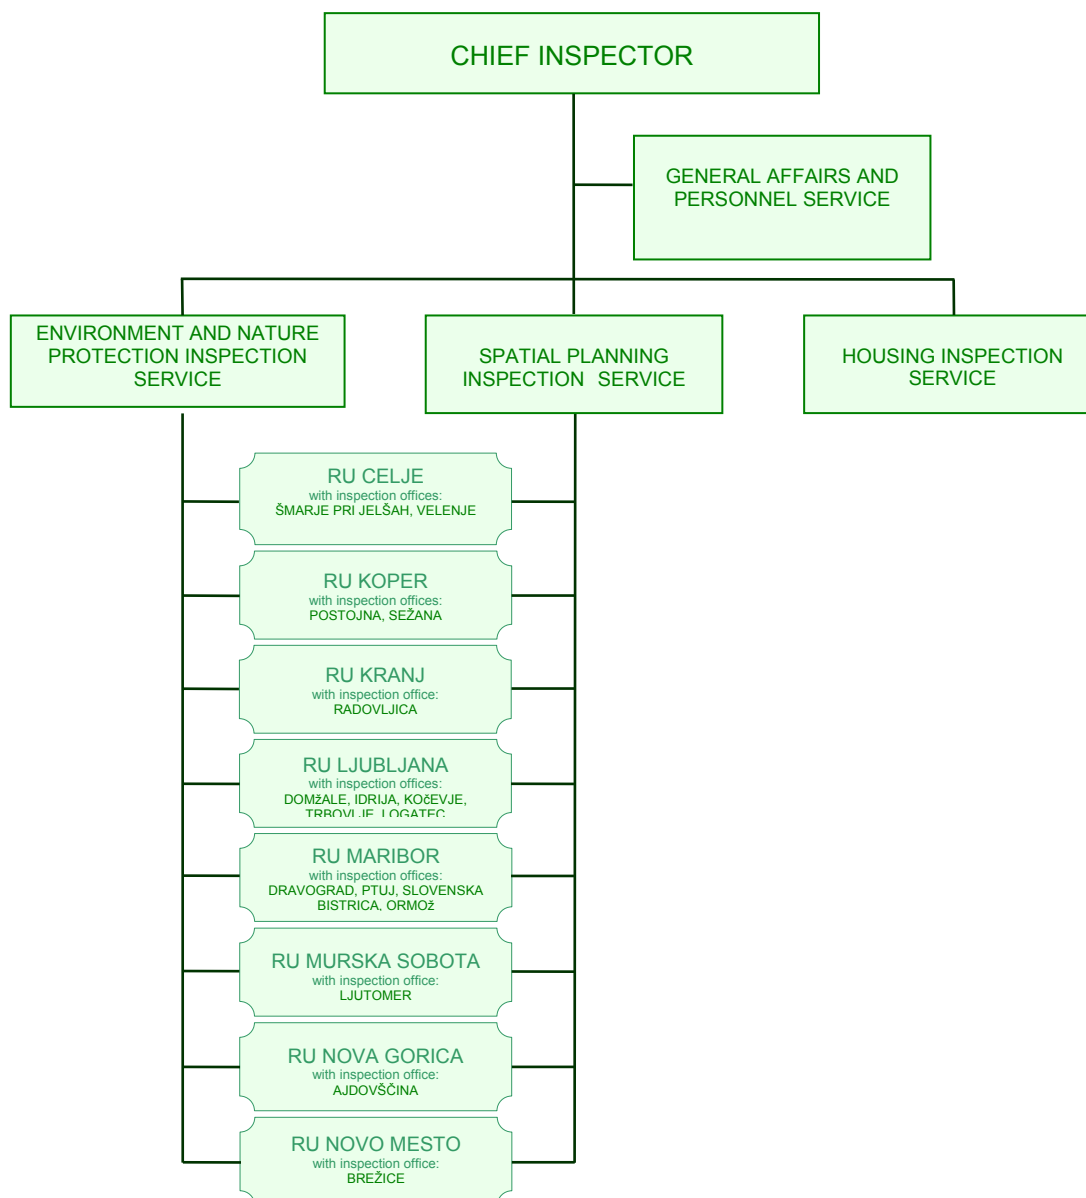 CHIEF INSPECTOR
GENERAL AFFAIRS AND
PERSONNEL SERVICE
ENVIRONMENT AND NATURE
PROTECTION INSPECTION
SERVICE
SPATIAL PLANNING
INSPECTION SERVICE
HOUSING INSPECTION
SERVICE
RU CELJE
with inspection offices:
ŠMARJE PRI JELŠAH, VELENJE
RU KOPER
with inspection offices:
POSTOJNA, SEŽANA
RU KRANJ
with inspection office:
RADOVLJICA
RU LJUBLJANA
with inspection offices:
DOMžALE, IDRIJA, KOčEVJE,
TRBOVLJE, LOGATEC
RU MARIBOR
with inspection offices:
DRAVOGRAD, PTUJ, SLOVENSKA
BISTRICA, ORMOž
RU MURSKA SOBOTA
with inspection office:
LJUTOMER
RU NOVA GORICA
with inspection office:
AJDOVŠČINA
RU NOVO MESTO
with inspection office:
BREŽICE